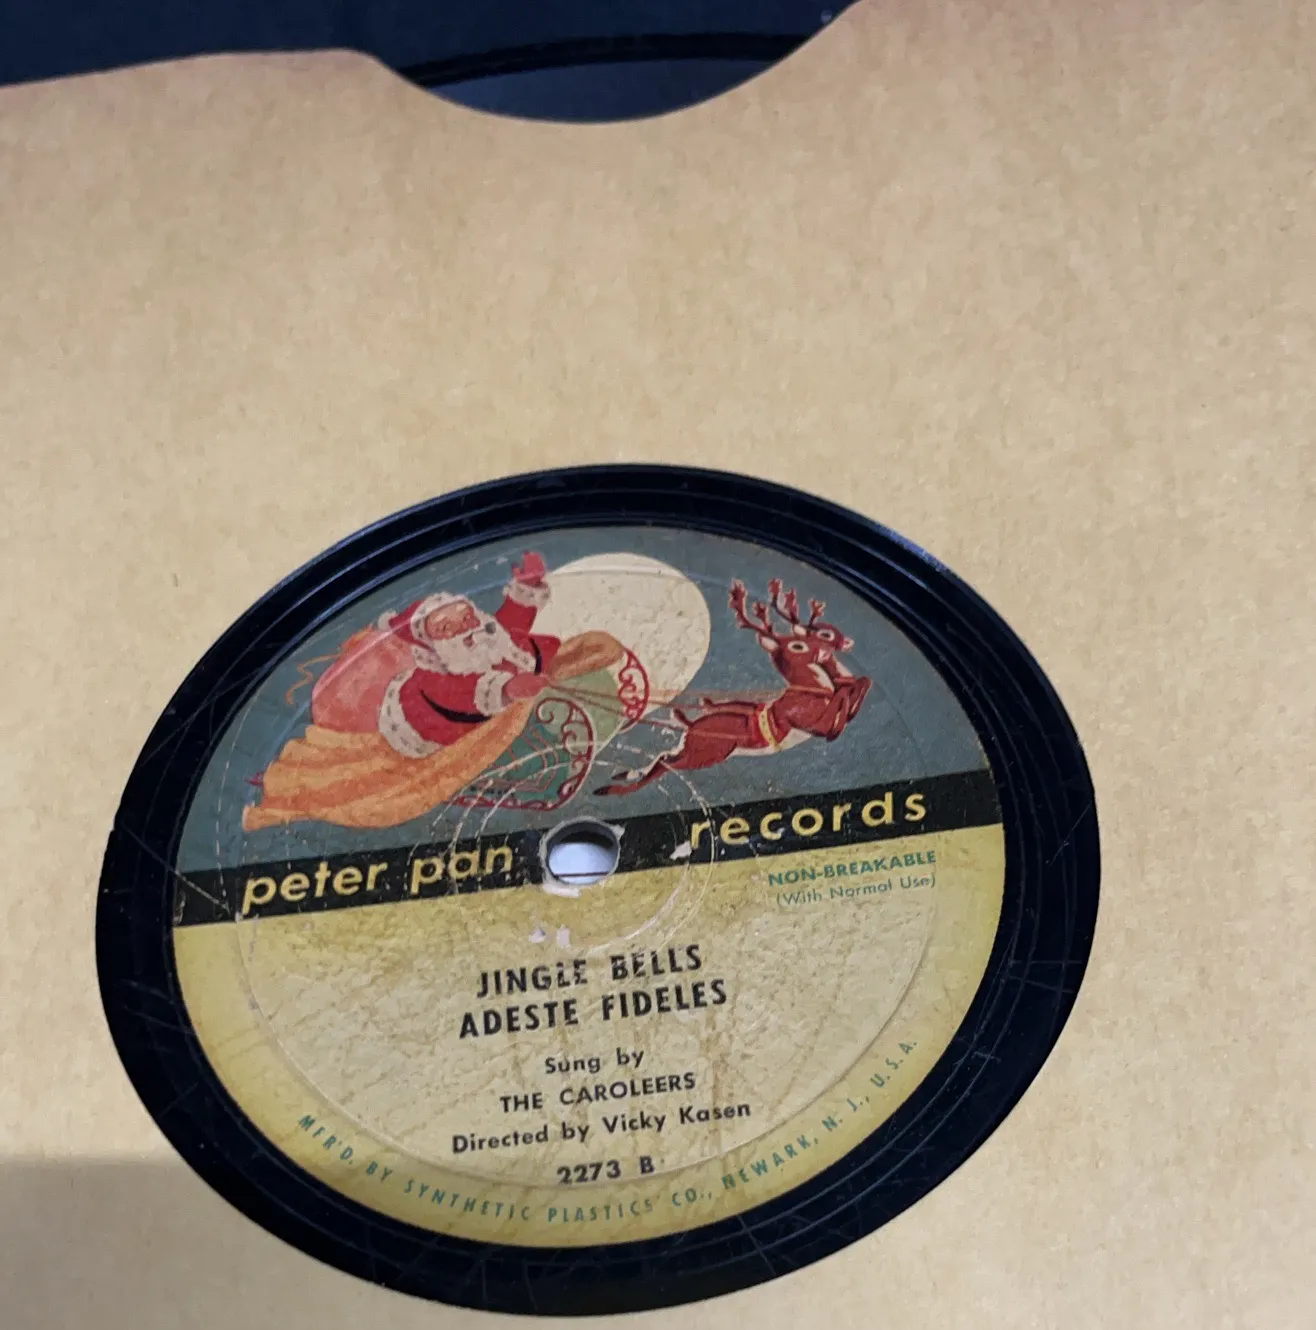 peter pan records
NON-BREAKABLE
(With Normal Use)
JINGLE BELLS
ADESTE FIDELES
Sung by
THE CAROLEERS
Directed by Vicky Kasen
2273 B
MFR'D. BY SYNTHETIC PLASTICS CO., NEWARK, N. J., U. S. A.